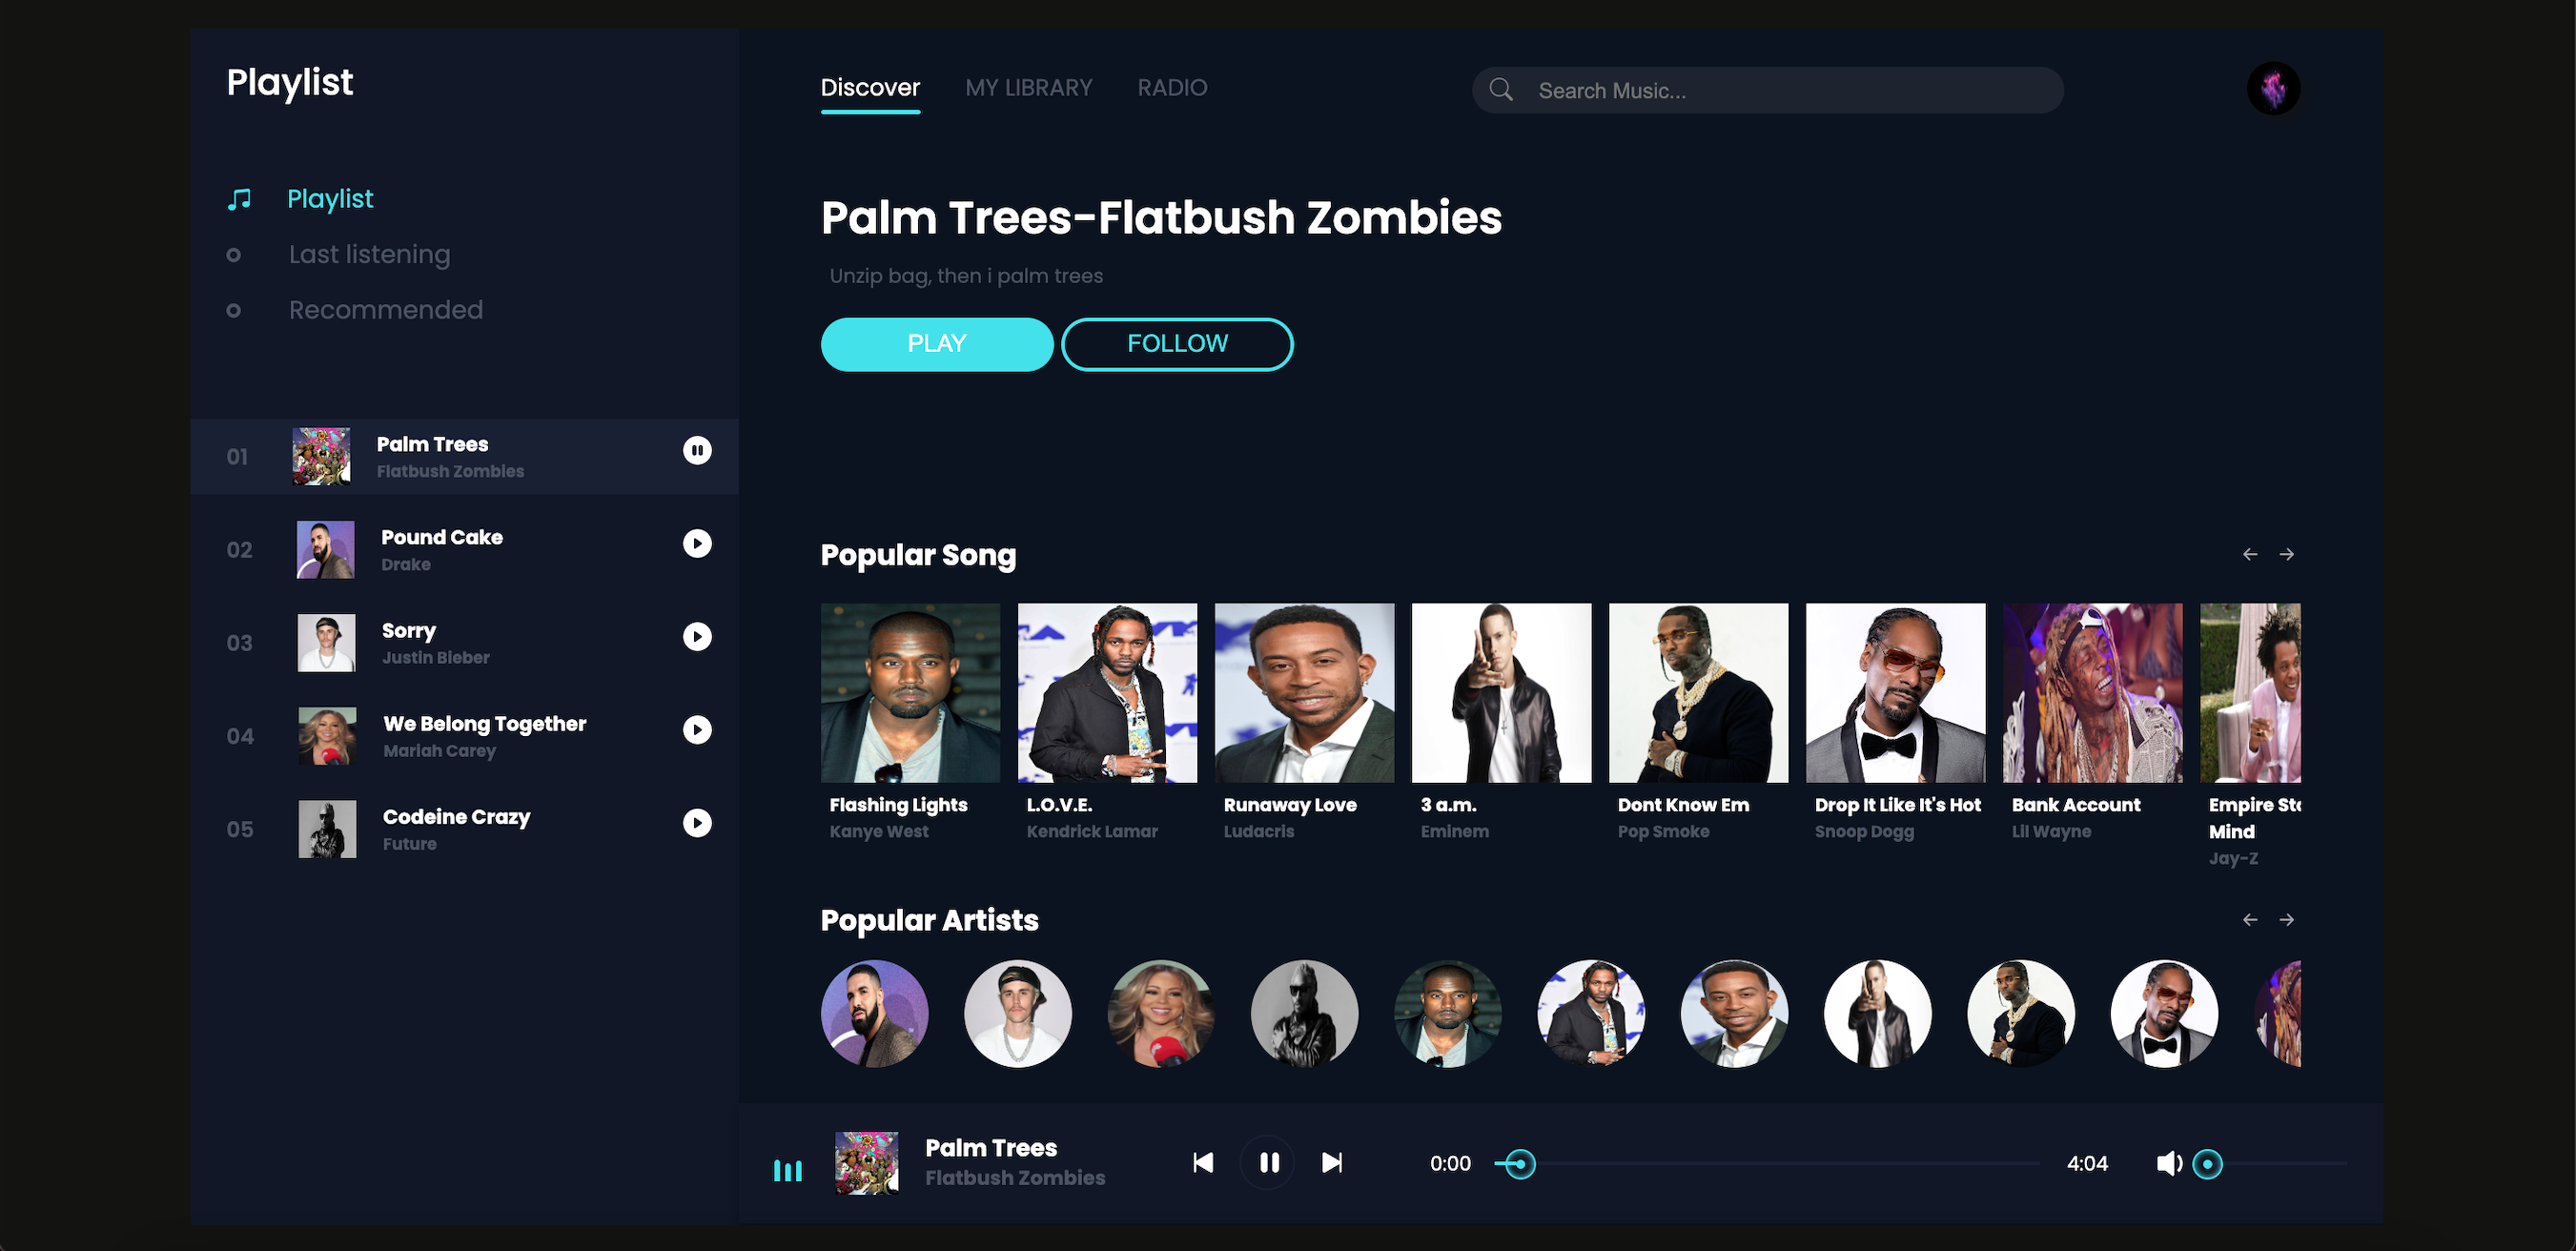 Playlist
Playlist
Last listening
Recommended
01
Palm Trees
Flatbush Zombies
02
Pound Cake
Drake
03
Sorry
Justin Bieber
04
We Belong Together
Mariah Carey
05
Codeine Crazy
Future
Discover MY LIBRARY RADIO
Search Music...
Palm Trees-Flatbush Zombies
Unzip bag, then i palm trees
PLAY FOLLOW
Popular Song
Flashing Lights
Kanye West
L.O.V.E.
Kendrick Lamar
Runaway Love
Ludacris
3 a.m.
Eminem
Dont Know Em
Pop Smoke
Drop It Like It's Hot
Snoop Dogg
Bank Account
Lil Wayne
Empire
Mind
Jay-Z
Popular Artists
Palm Trees
Flatbush Zombies
0:00
4:04